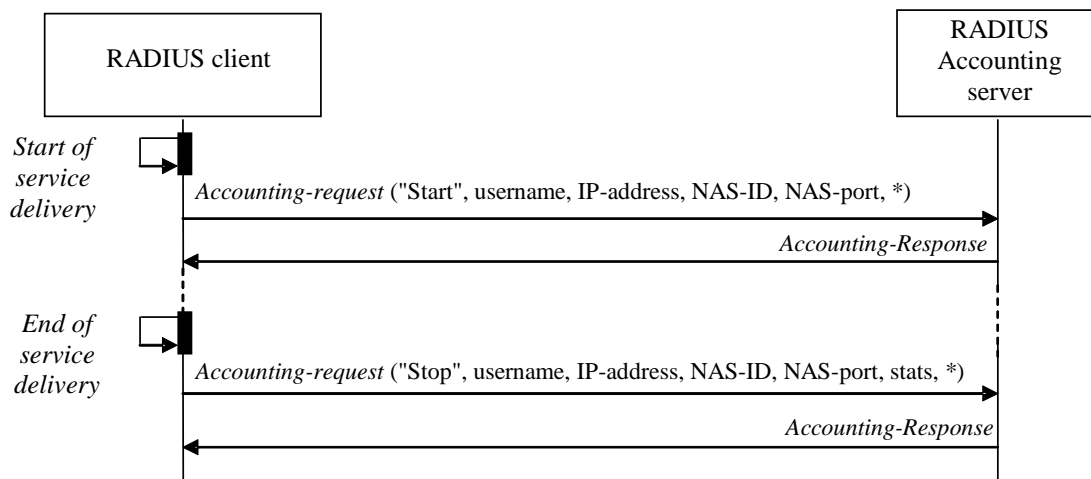 RADIUS client
RADIUS
Accounting
server
Start of
service
delivery
Accounting-request ("Start", username, IP-address, NAS-ID, NAS-port, *)
Accounting-Response
End of
service
delivery
Accounting-request ("Stop", username, IP-address, NAS-ID, NAS-port, stats, *)
Accounting-Response